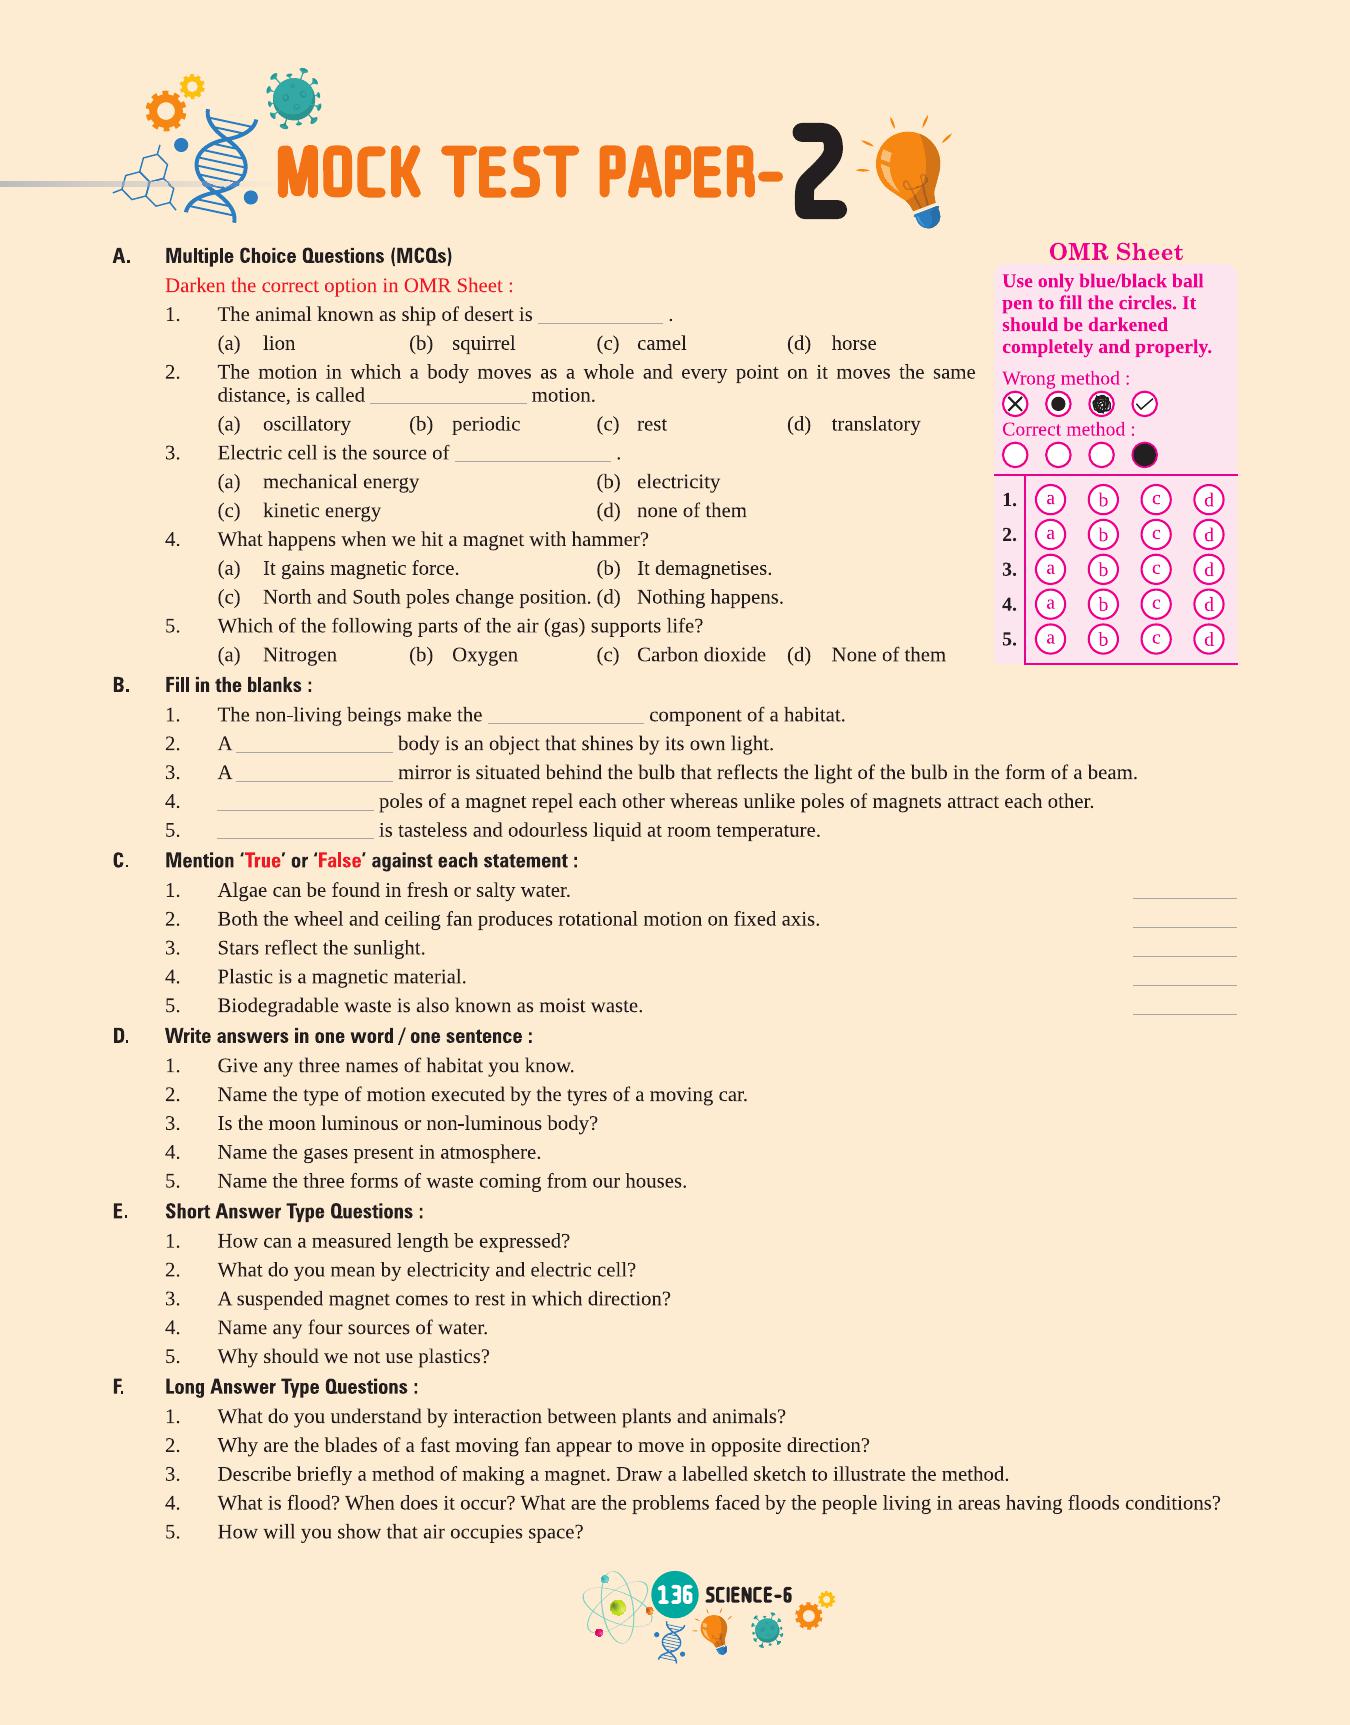 MOCK TEST PAPER-2
A. Multiple Choice Questions (MCQs)
Darken the correct option in OMR Sheet :
1. The animal known as ship of desert is ____________ .
(a) lion (b) squirrel (c) camel (d) horse
2. The motion in which a body moves as a whole and every point on it moves the same
distance, is called _______________ motion.
(a) oscillatory (b) periodic (c) rest (d) translatory
3. Electric cell is the source of _______________ .
(a) mechanical energy (b) electricity
(c) kinetic energy (d) none of them
4. What happens when we hit a magnet with hammer?
(a) It gains magnetic force. (b) It demagnetises.
(c) North and South poles change position. (d) Nothing happens.
5. Which of the following parts of the air (gas) supports life?
(a) Nitrogen (b) Oxygen (c) Carbon dioxide (d) None of them
OMR Sheet
Use only blue/black ball
pen to fill the circles. It
should be darkened
completely and properly.
Wrong method :
Correct method :
1. a b c d
2. a b c d
3. a b c d
4. a b c d
5. a b c d
B. Fill in the blanks :
1. The non-living beings make the _______________ component of a habitat.
2. A _______________ body is an object that shines by its own light.
3. A _______________ mirror is situated behind the bulb that reflects the light of the bulb in the form of a beam.
4. _______________ poles of a magnet repel each other whereas unlike poles of magnets attract each other.
5. _______________ is tasteless and odourless liquid at room temperature.
C. Mention ‘True’ or ‘False’ against each statement :
1. Algae can be found in fresh or salty water. __________
2. Both the wheel and ceiling fan produces rotational motion on fixed axis. __________
3. Stars reflect the sunlight. __________
4. Plastic is a magnetic material. __________
5. Biodegradable waste is also known as moist waste. __________
D. Write answers in one word / one sentence :
1. Give any three names of habitat you know.
2. Name the type of motion executed by the tyres of a moving car.
3. Is the moon luminous or non-luminous body?
4. Name the gases present in atmosphere.
5. Name the three forms of waste coming from our houses.
E. Short Answer Type Questions :
1. How can a measured length be expressed?
2. What do you mean by electricity and electric cell?
3. A suspended magnet comes to rest in which direction?
4. Name any four sources of water.
5. Why should we not use plastics?
F. Long Answer Type Questions :
1. What do you understand by interaction between plants and animals?
2. Why are the blades of a fast moving fan appear to move in opposite direction?
3. Describe briefly a method of making a magnet. Draw a labelled sketch to illustrate the method.
4. What is flood? When does it occur? What are the problems faced by the people living in areas having floods conditions?
5. How will you show that air occupies space?
136 SCIENCE-6